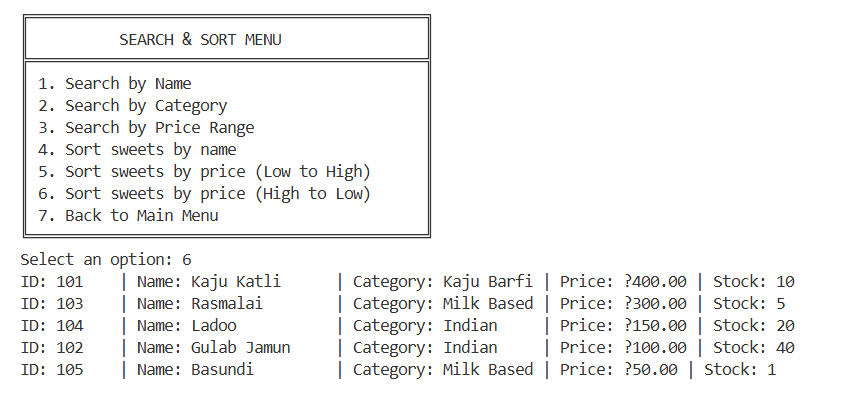 SEARCH & SORT MENU
1. Search by Name
2. Search by Category
3. Search by Price Range
4. Sort sweets by name
5. Sort sweets by price (Low to High)
6. Sort sweets by price (High to Low)
7. Back to Main Menu
Select an option: 6
ID: 101 | Name: Kaju Katli | Category: Kaju Barfi | Price: ?400.00 | Stock: 10
ID: 103 | Name: Rasmalai | Category: Milk Based | Price: ?300.00 | Stock: 5
ID: 104 | Name: Ladoo | Category: Indian | Price: ?150.00 | Stock: 20
ID: 102 | Name: Gulab Jamun | Category: Indian | Price: ?100.00 | Stock: 40
ID: 105 | Name: Basundi | Category: Milk Based | Price: ?50.00 | Stock: 1